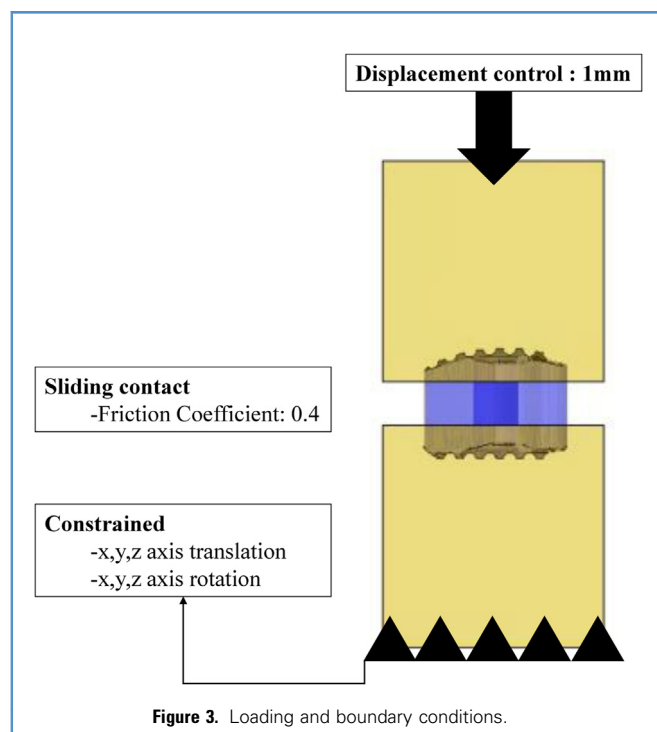 Displacement control : 1mm
Sliding contact
-Friction Coefficient: 0.4
Constrained
-x,y,z axis translation
-x,y,z axis rotation
Figure 3. Loading and boundary conditions.